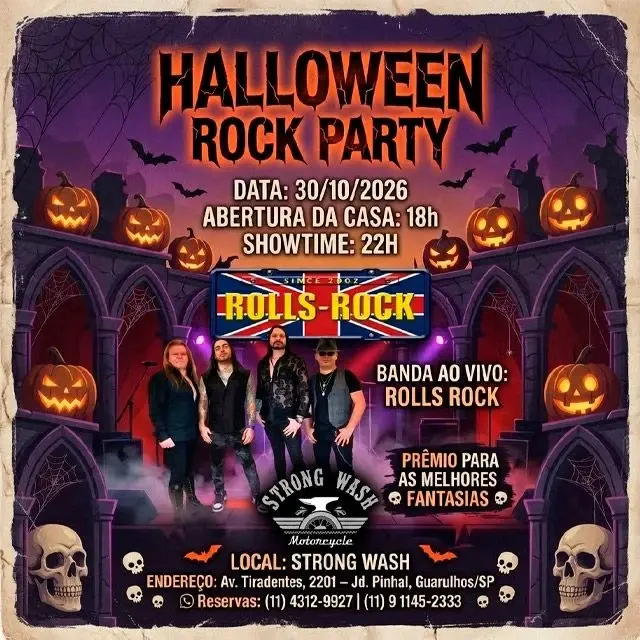 HALLOWEEN
ROCK PARTY
DATA: 30/10/2026
ABERTURA DA CASA: 18h
SHOWTIME: 22H
SINCE 2002
ROLLS-ROCK
BANDA AO VIVO:
ROLLS ROCK
PRÊMIO PARA
AS MELHORES
FANTASIAS
STRONG WASH
Motorcycle
LOCAL: STRONG WASH
ENDEREÇO: Av. Tiradentes, 2201 – Jd. Pinhal, Guarulhos/SP
Reservas: (11) 4312-9927 | (11) 9 1145-2333